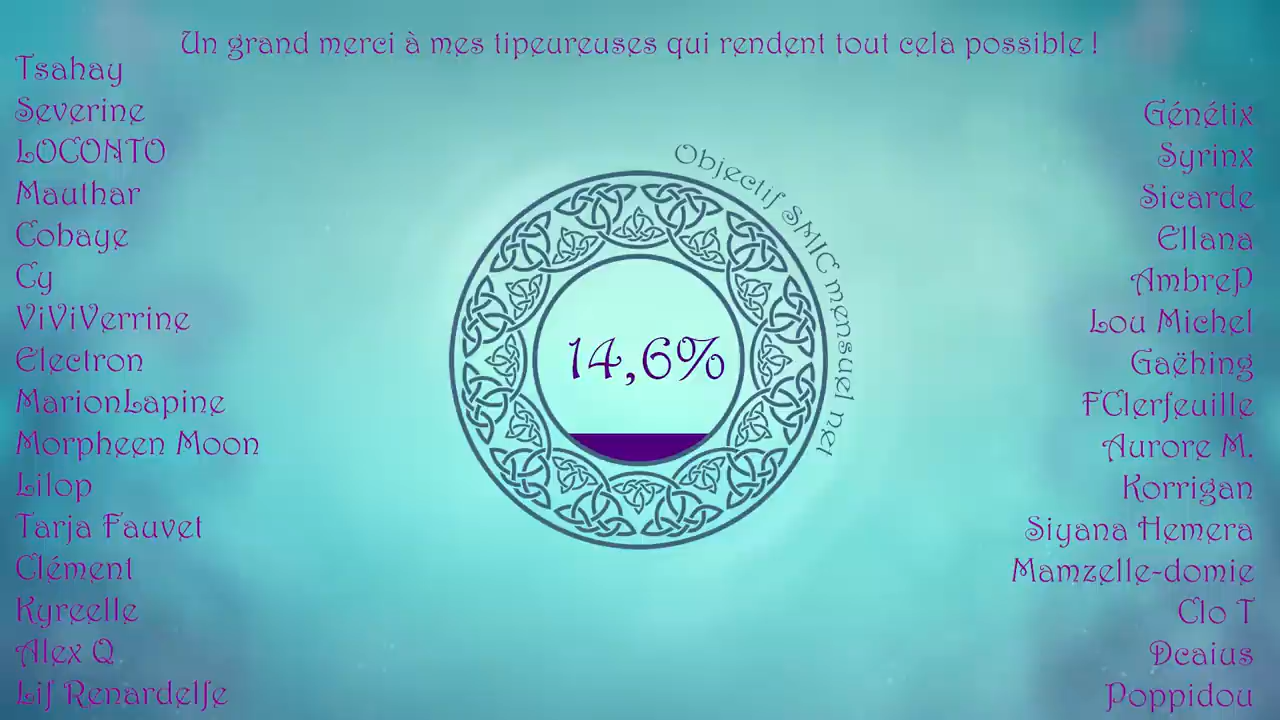 Un grand merci à mes tipeureuses qui rendent tout cela possible !
Tsahay
Severine
LOCONTO
Mauthar
Cobaye
Cy
ViViVerrine
Electron
MarionLapine
Morpheen Moon
Lilop
Tarja Fauvet
Clément
Kyreelle
Alex Q
Lif Renardelfe
Objectif SMIC mensuel net
14,6%
Génétix
Syrinx
Sicarde
Ellana
AmbreP
Lou Michel
Gaëhing
FClerfeuille
Aurore M.
Korrigan
Siyana Hemera
Mamzelle-domie
Clo T
Dcaius
Poppidou